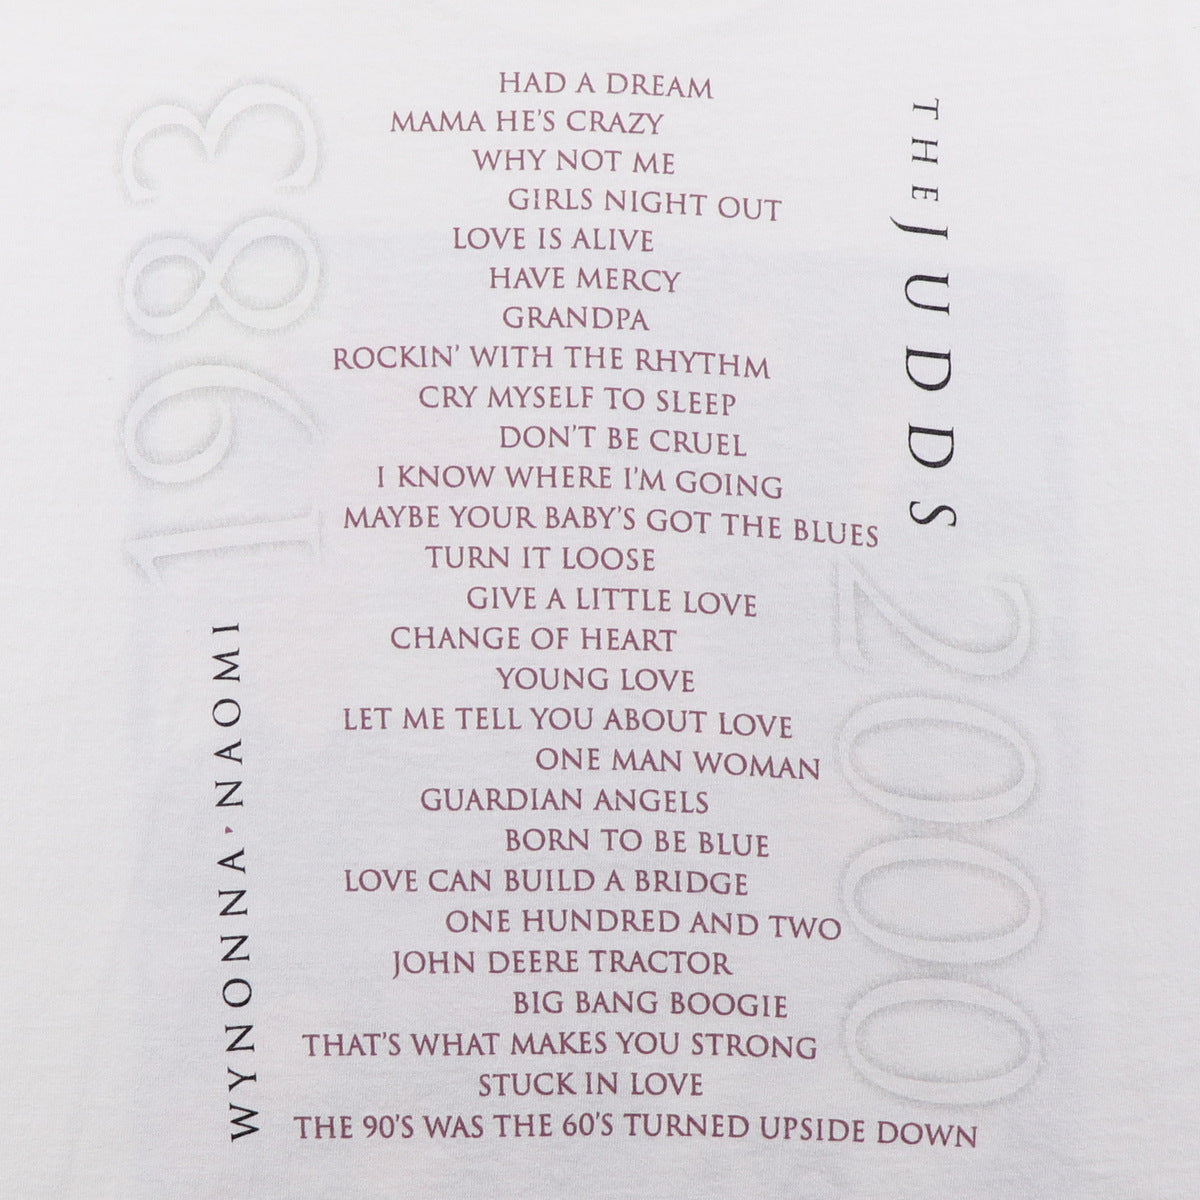 1983
HAD A DREAM
MAMA HE'S CRAZY
WHY NOT ME
GIRLS NIGHT OUT
LOVE IS ALIVE
HAVE MERCY
GRANDPA
ROCKIN' WITH THE RHYTHM
CRY MYSELF TO SLEEP
DON'T BE CRUEL
I KNOW WHERE I'M GOING
MAYBE YOUR BABY'S GOT THE BLUES
TURN IT LOOSE
GIVE A LITTLE LOVE
CHANGE OF HEART
YOUNG LOVE
LET ME TELL YOU ABOUT LOVE
ONE MAN WOMAN
GUARDIAN ANGELS
BORN TO BE BLUE
LOVE CAN BUILD A BRIDGE
ONE HUNDRED AND TWO
JOHN DEERE TRACTOR
BIG BANG BOOGIE
THAT'S WHAT MAKES YOU STRONG
STUCK IN LOVE
THE 90'S WAS THE 60'S TURNED UPSIDE DOWN
WYNONNA · NAOMI
THE JUDDS
2000